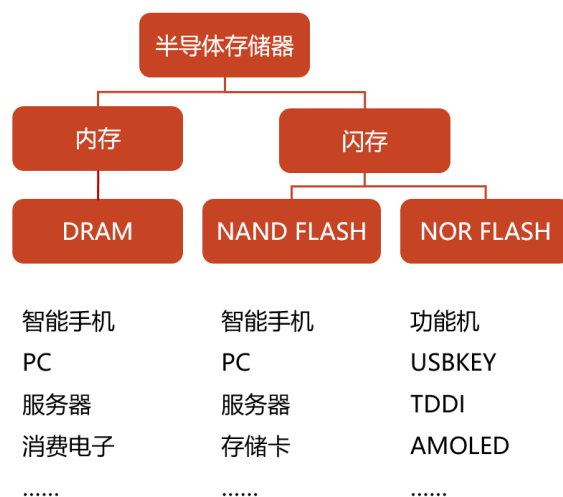 半导体存储器
内存
闪存
DRAM
NAND FLASH
NOR FLASH
智能手机
PC
服务器
消费电子
......
智能手机
PC
服务器
存储卡
......
功能机
USBKEY
TDDI
AMOLED
......